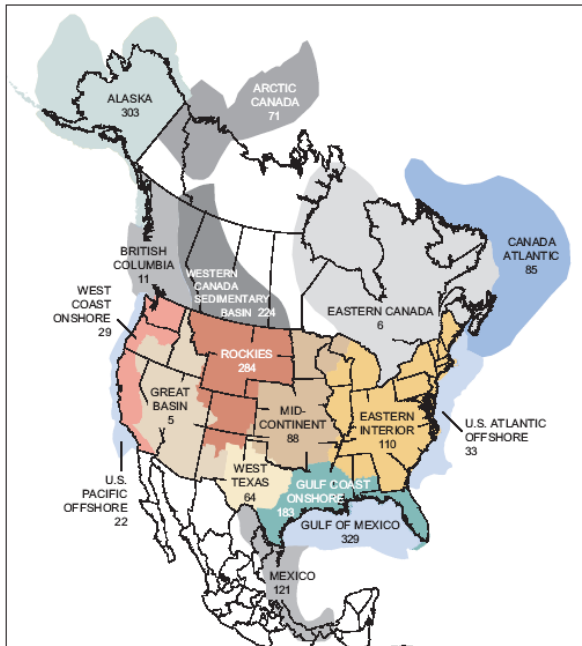 ALASKA
303
ARCTIC
CANADA
71
CANADA
ATLANTIC
85
BRITISH
COLUMBIA
11
WESTERN
CANADA
SEDIMENTARY
BASIN 224
EASTERN CANADA
6
WEST
COAST
ONSHORE
29
ROCKIES
284
GREAT
BASIN
5
MID-
CONTINENT
88
EASTERN
INTERIOR
110
U.S. ATLANTIC
OFFSHORE
33
U.S.
PACIFIC
OFFSHORE
22
WEST
TEXAS
64
GULF COAST
ONSHORE
183
GULF OF MEXICO
329
MEXICO
121